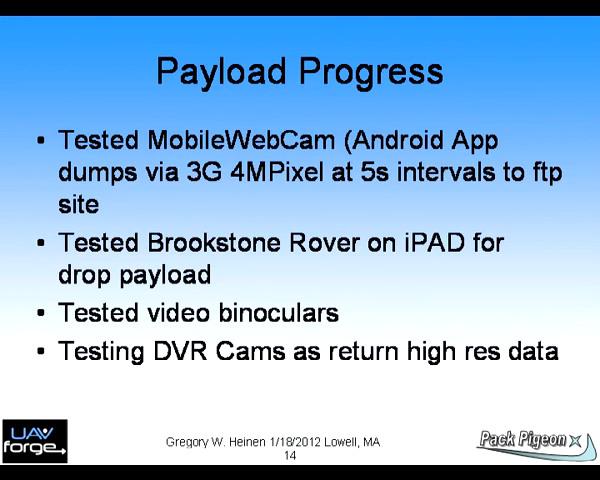 Payload Progress
• Tested MobileWebCam (Android App
dumps via 3G 4MPixel at 5s intervals to ftp
site
• Tested Brookstone Rover on iPAD for
drop payload
• Tested video binoculars
• Testing DVR Cams as return high res data
UAV
forge
Gregory W. Heinen 1/18/2012 Lowell, MA
14
Pack Pigeon